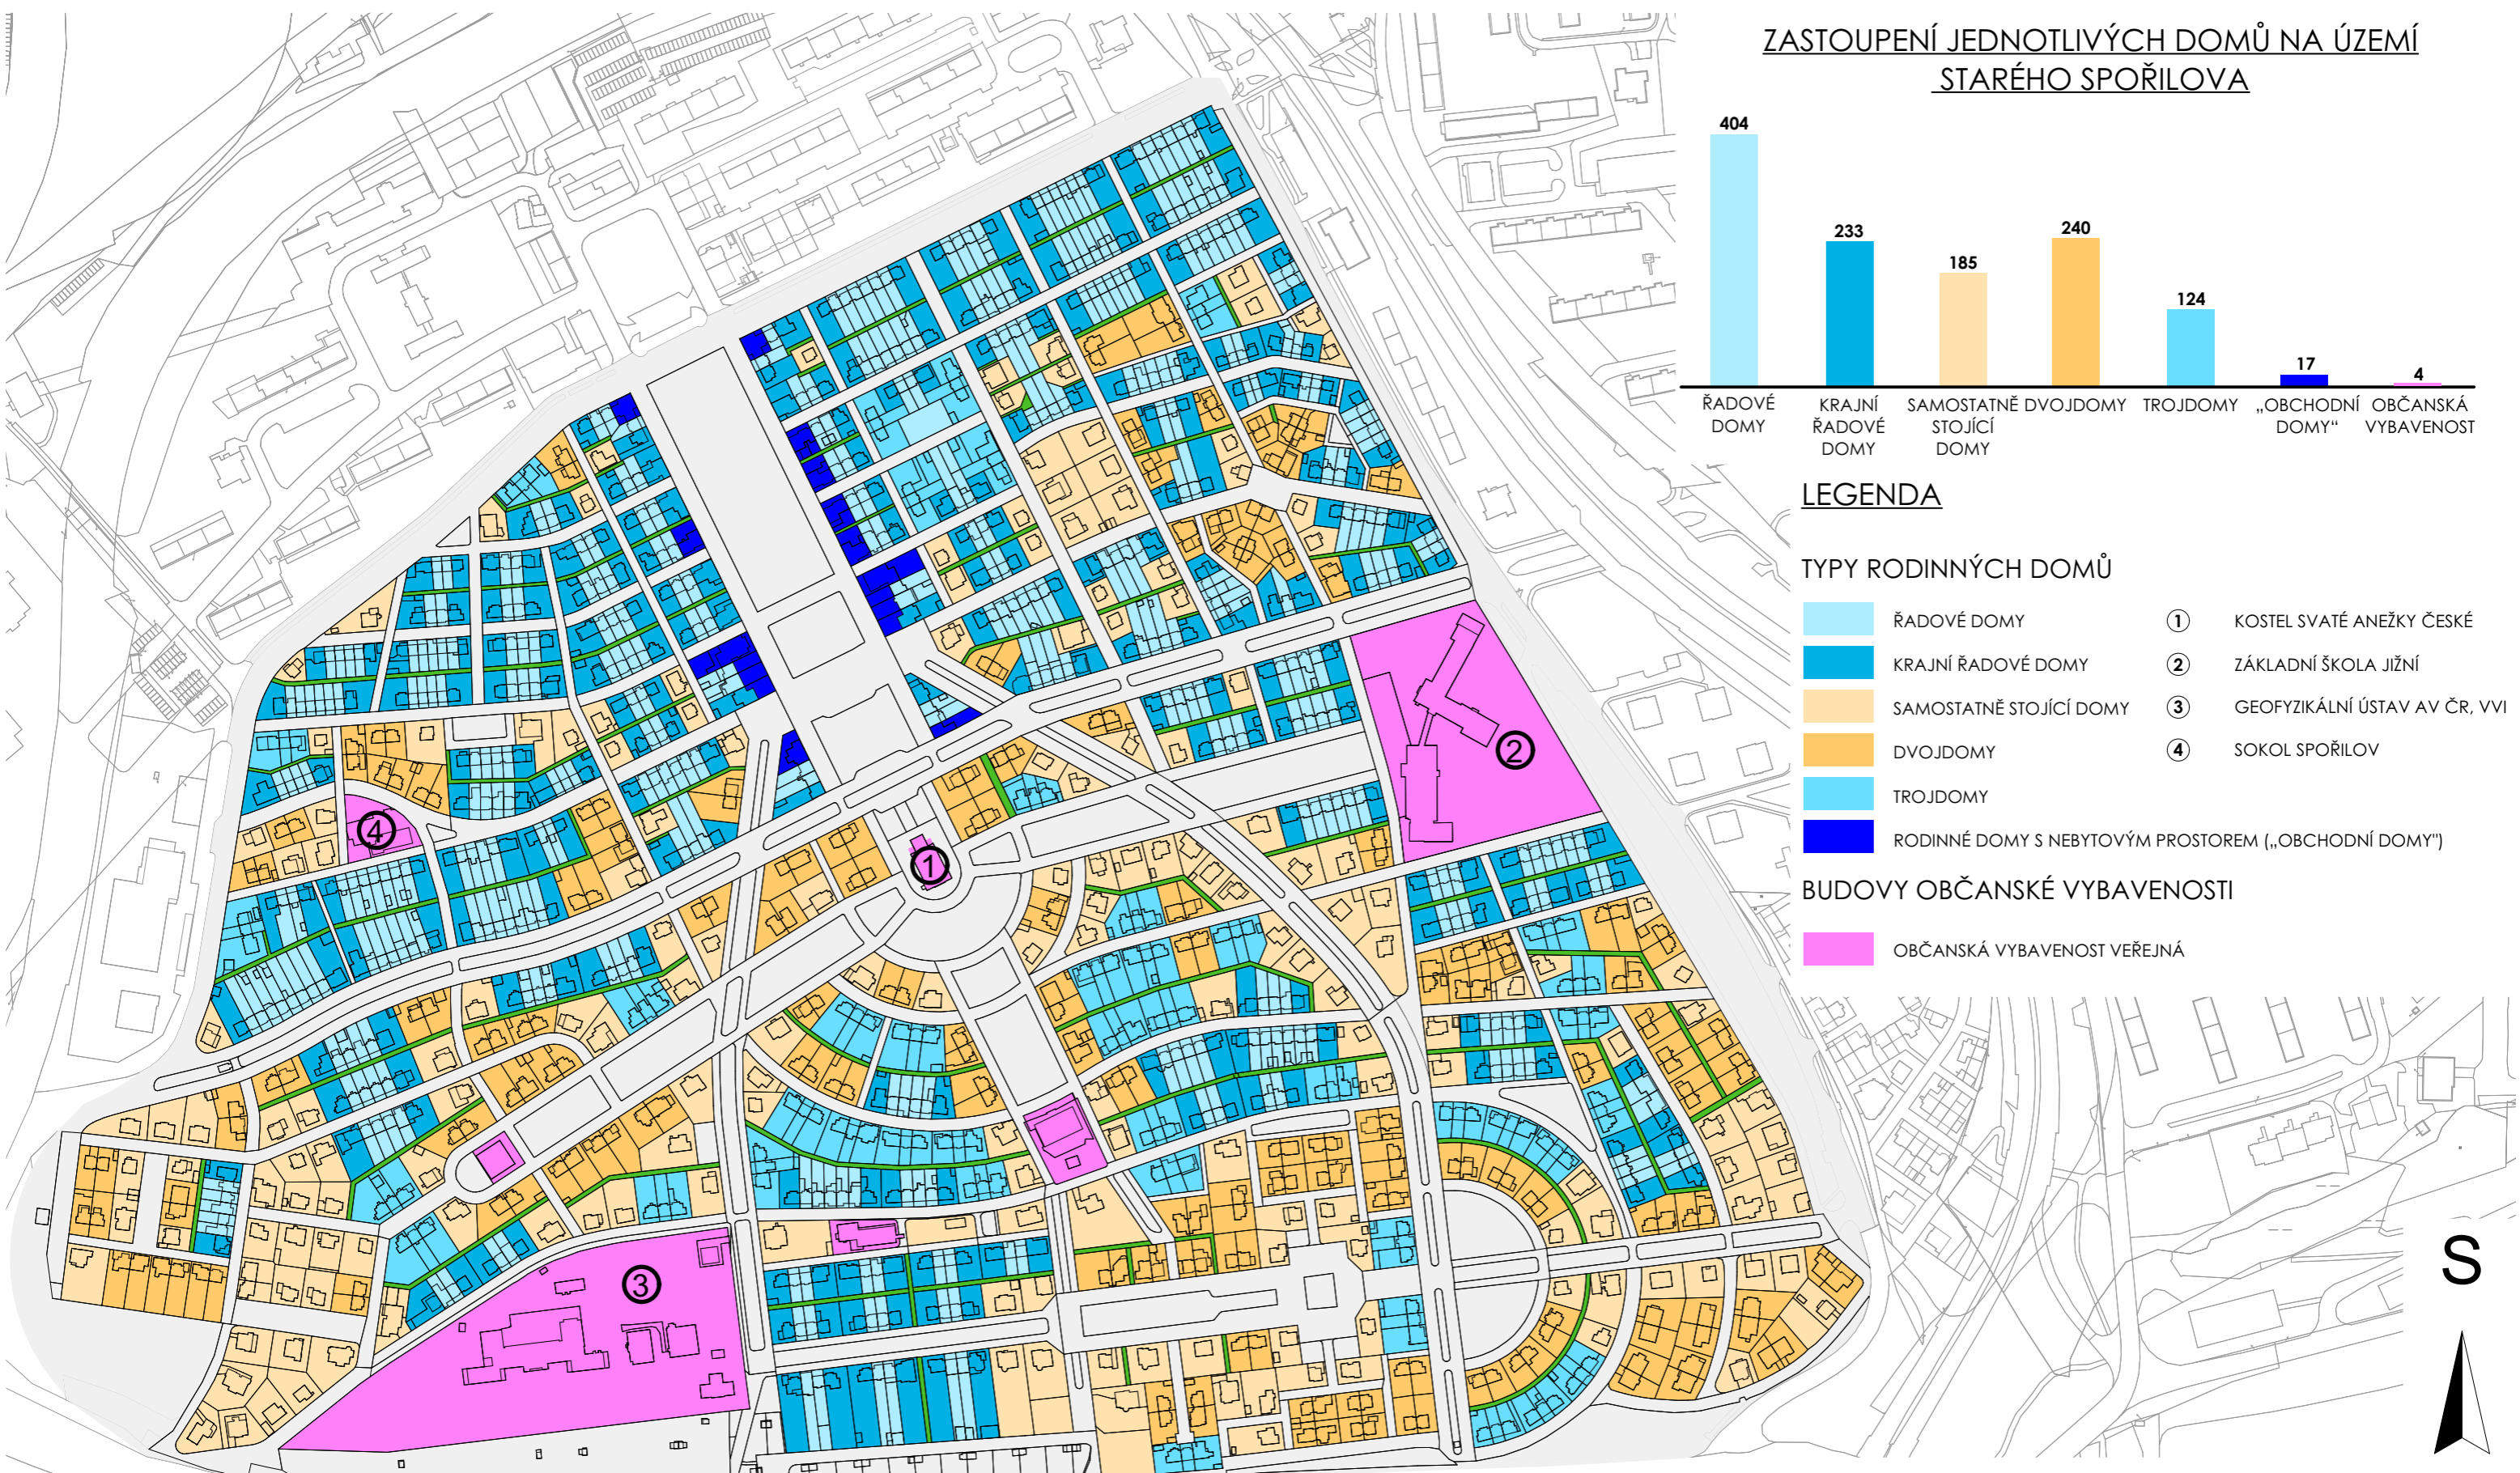 ZASTOUPENÍ JEDNOTLIVÝCH DOMŮ NA ÚZEMÍ
STARÉHO SPOŘILOVA
404
233
185
240
124
17
4
ŘADOVÉ
DOMY
KRAJNÍ
ŘADOVÉ
DOMY
SAMOSTATNĚ
STOJÍCÍ
DOMY
DVOJDOMY
TROJDOMY
„OBCHODNÍ
DOMY“
OBČANSKÁ
VYBAVENOST
LEGENDA
TYPY RODINNÝCH DOMŮ
ŘADOVÉ DOMY
KRAJNÍ ŘADOVÉ DOMY
SAMOSTATNĚ STOJÍCÍ DOMY
DVOJDOMY
TROJDOMY
RODINNÉ DOMY S NEBYTOVÝM PROSTOREM („OBCHODNÍ DOMY")
1 KOSTEL SVATÉ ANEŽKY ČESKÉ
2 ZÁKLADNÍ ŠKOLA JIŽNÍ
3 GEOFYZIKÁLNÍ ÚSTAV AV ČR, VVI
4 SOKOL SPOŘILOV
BUDOVY OBČANSKÉ VYBAVENOSTI
OBČANSKÁ VYBAVENOST VEŘEJNÁ
2
4
1
3
S